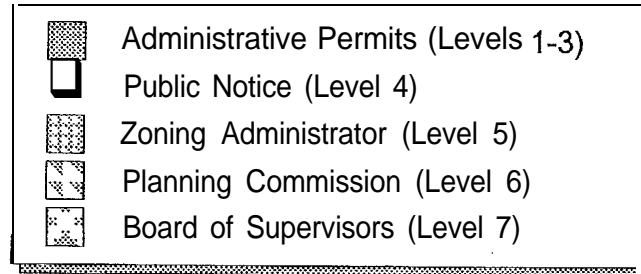 Administrative Permits (Levels 1-3)
Public Notice (Level 4)
Zoning Administrator (Level 5)
Planning Commission (Level 6)
Board of Supervisors (Level 7)